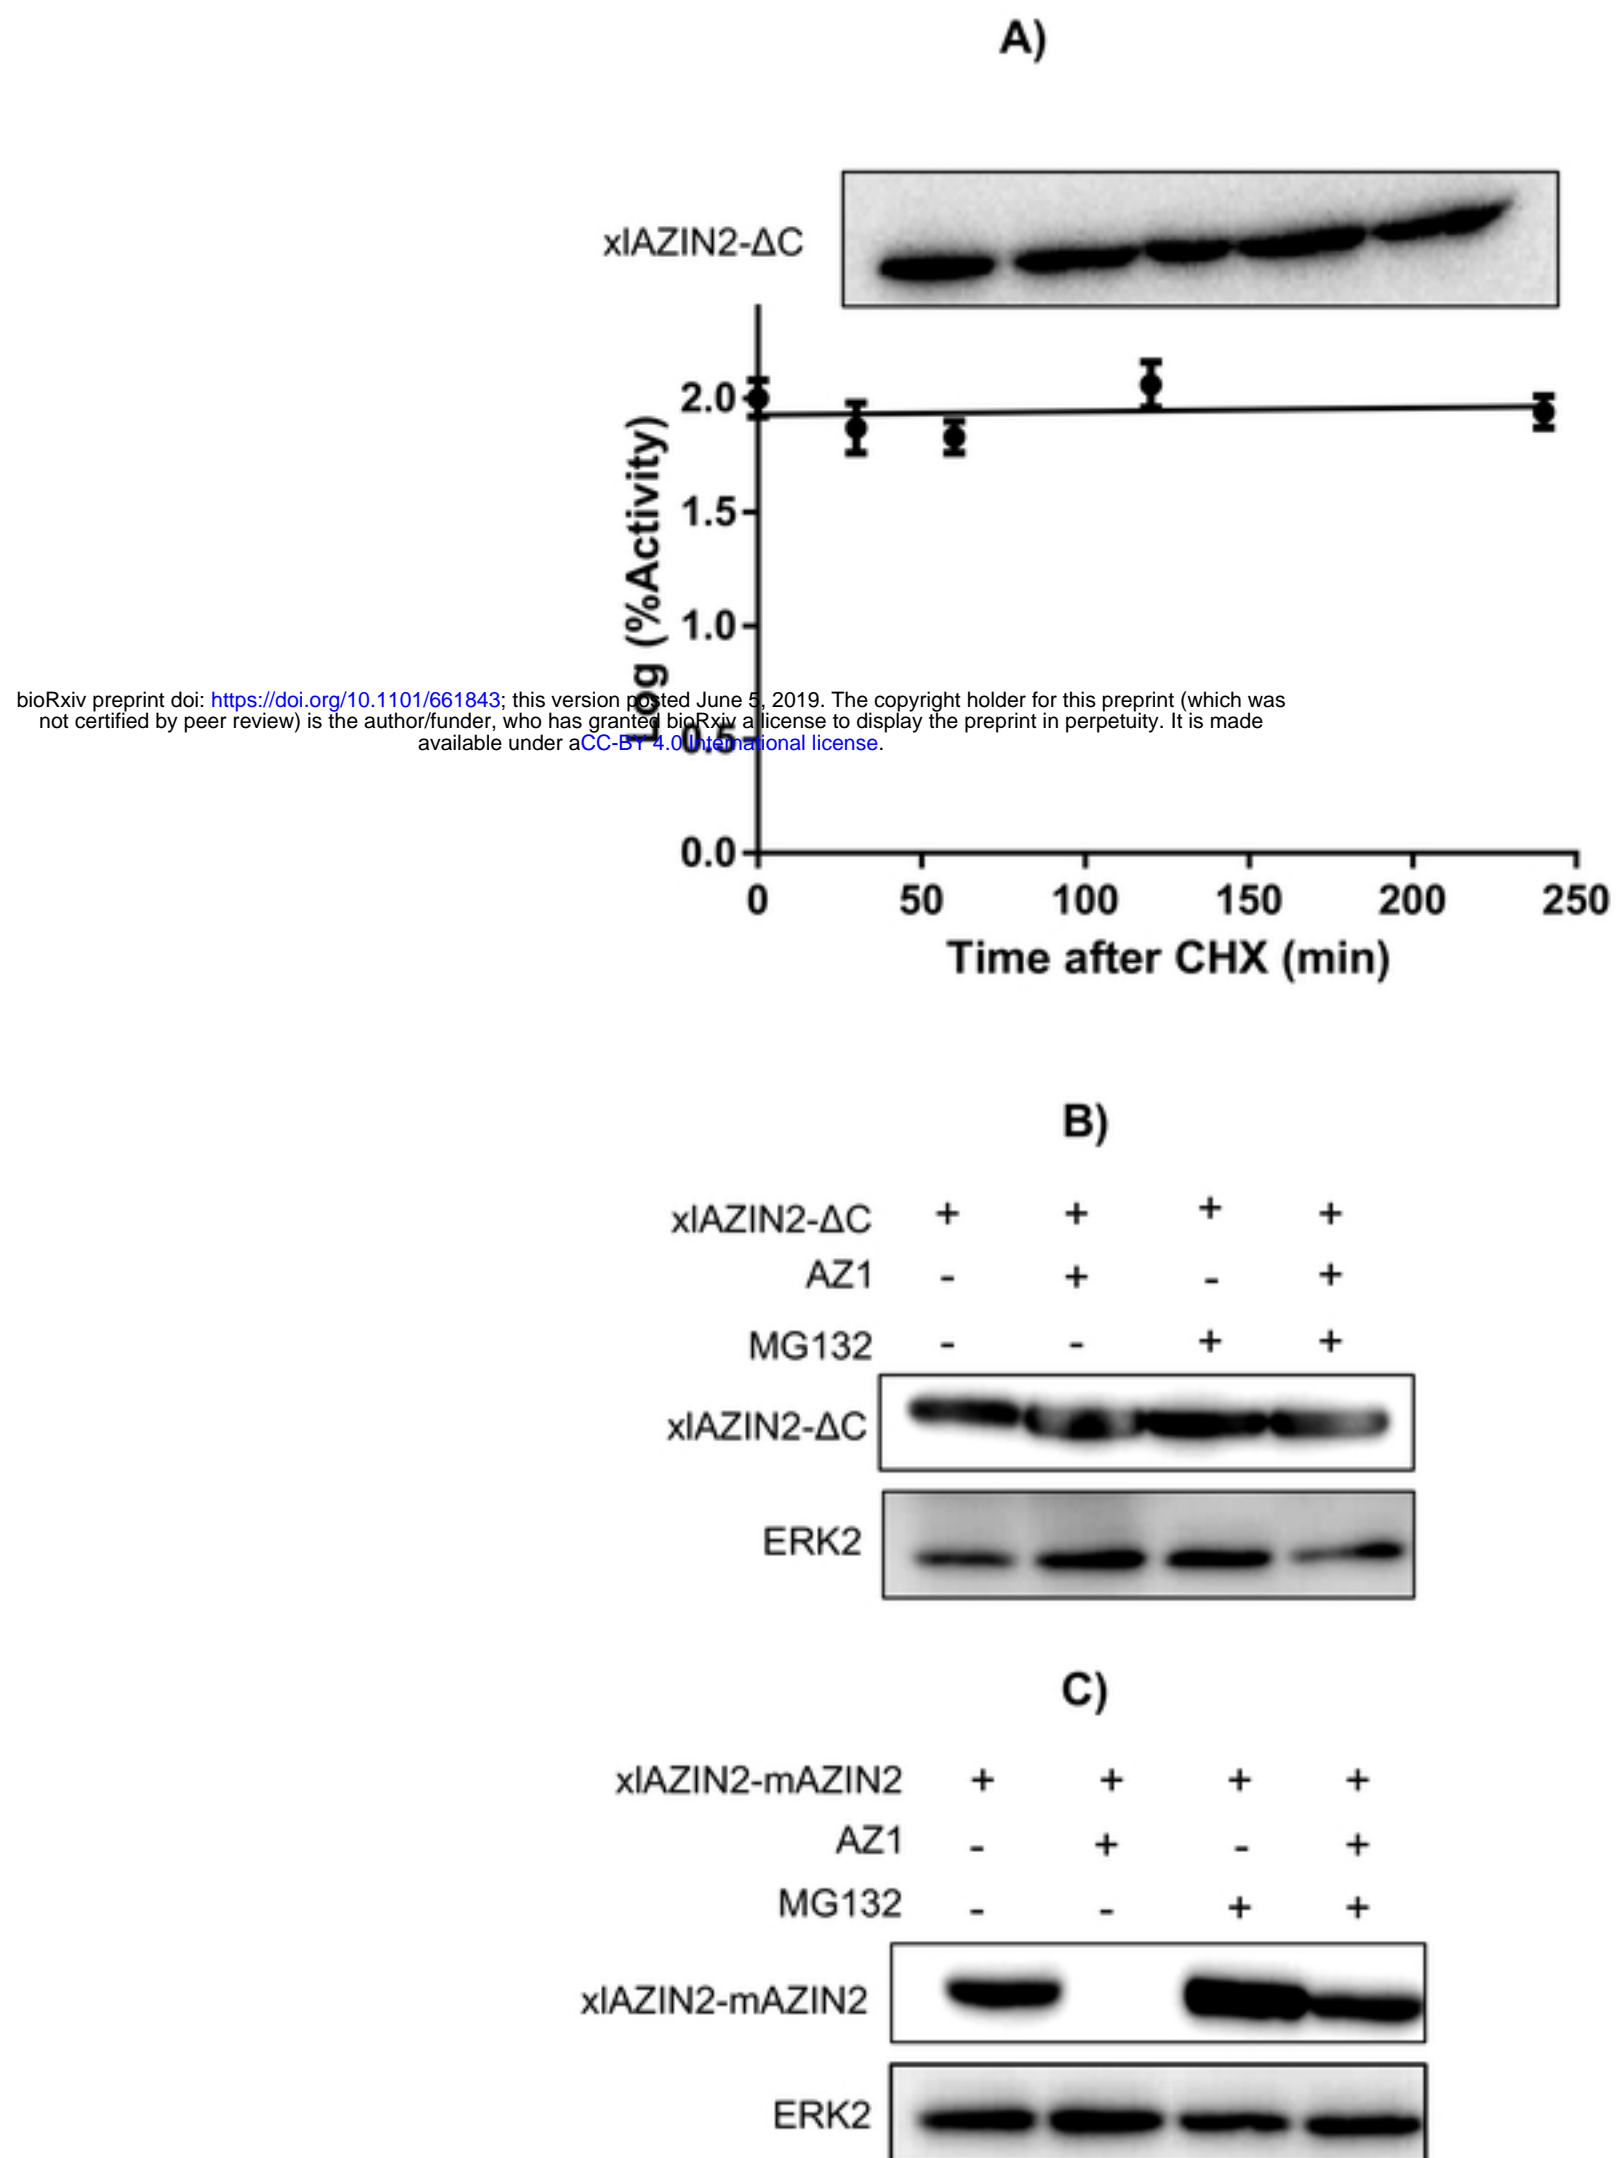 A)
xlAZIN2-ΔC
2.0
1.5
1.0
0.5
0.0
Log (%Activity)
0 50 100 150 200 250
Time after CHX (min)
bioRxiv preprint doi: https://doi.org/10.1101/661843; this version posted June 5, 2019. The copyright holder for this preprint (which was
not certified by peer review) is the author/funder, who has granted bioRxiv a license to display the preprint in perpetuity. It is made
available under aCC-BY 4.0 International license.
B)
xlAZIN2-ΔC + + + +
AZ1 - + - +
MG132 - - + +
xlAZIN2-ΔC
ERK2
C)
xlAZIN2-mAZIN2 + + + +
AZ1 - + - +
MG132 - - + +
xlAZIN2-mAZIN2
ERK2